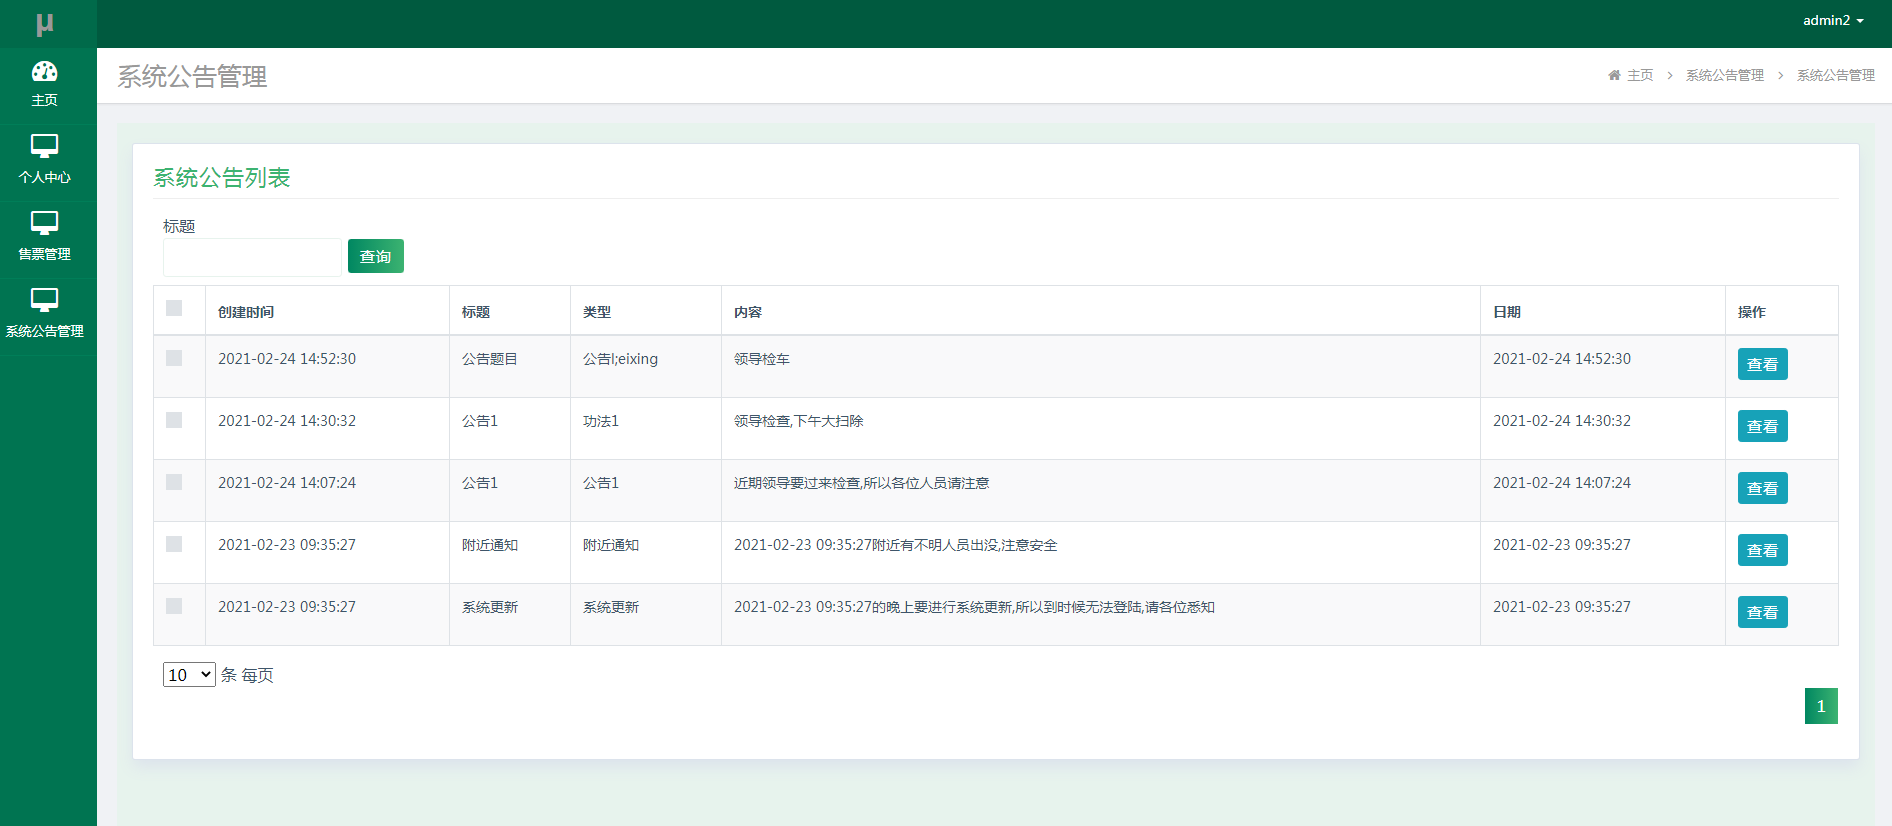 µ
admin2
主页
个人中心
售票管理
系统公告管理
系统公告管理
主页 > 系统公告管理 > 系统公告管理
系统公告列表
标题
查询
创建时间 标题 类型 内容 日期 操作
2021-02-24 14:52:30 公告题目 公告l;eixing 领导检车 2021-02-24 14:52:30 查看
2021-02-24 14:30:32 公告1 功法1 领导检查,下午大扫除 2021-02-24 14:30:32 查看
2021-02-24 14:07:24 公告1 公告1 近期领导要过来检查,所以各位人员请注意 2021-02-24 14:07:24 查看
2021-02-23 09:35:27 附近通知 附近通知 2021-02-23 09:35:27附近有不明人员出没,注意安全 2021-02-23 09:35:27 查看
2021-02-23 09:35:27 系统更新 系统更新 2021-02-23 09:35:27的晚上要进行系统更新,所以到时候无法登陆,请各位悉知 2021-02-23 09:35:27 查看
10 条 每页
1